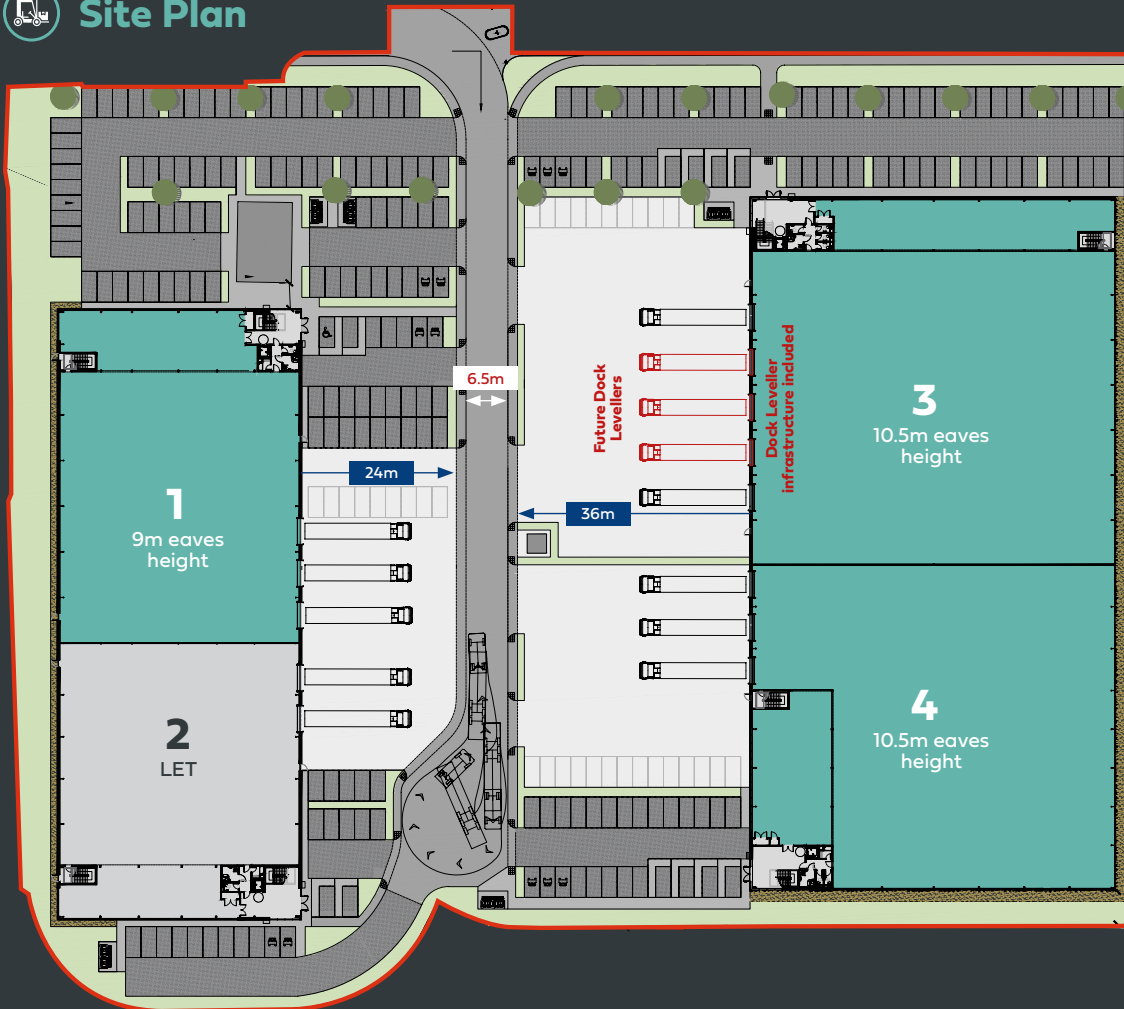 Site Plan
6.5m
Future Dock
Levellers
Dock Leveller
infrastructure included
3
10.5m eaves
height
24m
36m
1
9m eaves
height
4
10.5m eaves
height
2
LET